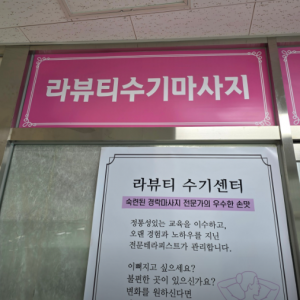 라뷰티수기마사지
라뷰티 수기센터
숙련된 경락마사지 전문가의 우수한 손맛
정통성있는 교육을 이수하고,
오랜 경험과 노하우를 지닌
전문테라피스트가 관리합니다.
이뻐지고 싶으세요?
불편한 곳이 있으신가요?
변화를 원하신다면